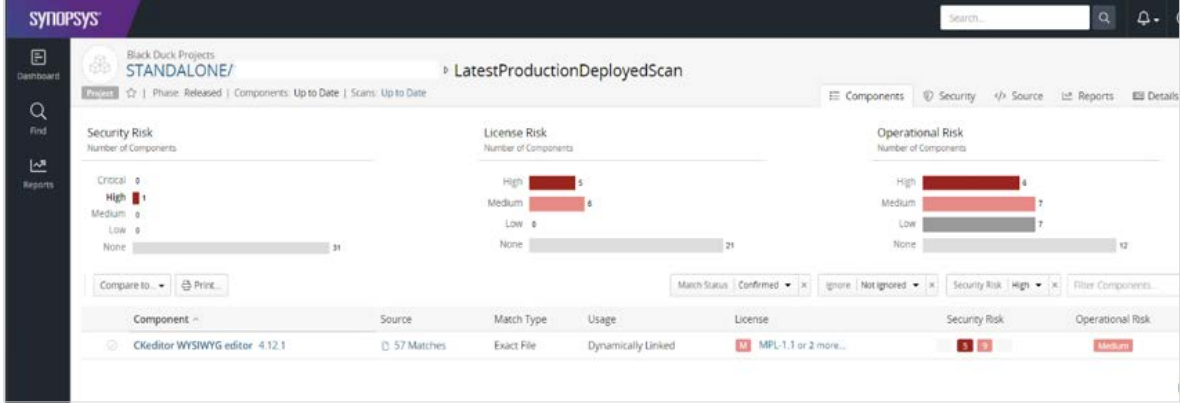 SYNOPSYS
Search...
Dashboard
Find
Reports
Black Duck Projects
STANDALONE/ LatestProductionDeployedScan
Project | Phase: Released | Components: Up to Date | Scans: Up to Date
Components Security Source Reports Details
Security Risk
Number of Components
Critical 0
High 1
Medium 0
Low 0
None 31
License Risk
Number of Components
High 5
Medium 6
Low 0
None 21
Operational Risk
Number of Components
High 6
Medium 7
Low 7
None 12
Compare to... Print...
Match Status Confirmed × Ignore Not ignored × Security Risk High × Filter Components...
Component Source Match Type Usage License Security Risk Operational Risk
CKeditor WYSIWYG editor 4.12.1 57 Matches Exact File Dynamically Linked M MPL-1.1 or 2 more... 5 9 Medium